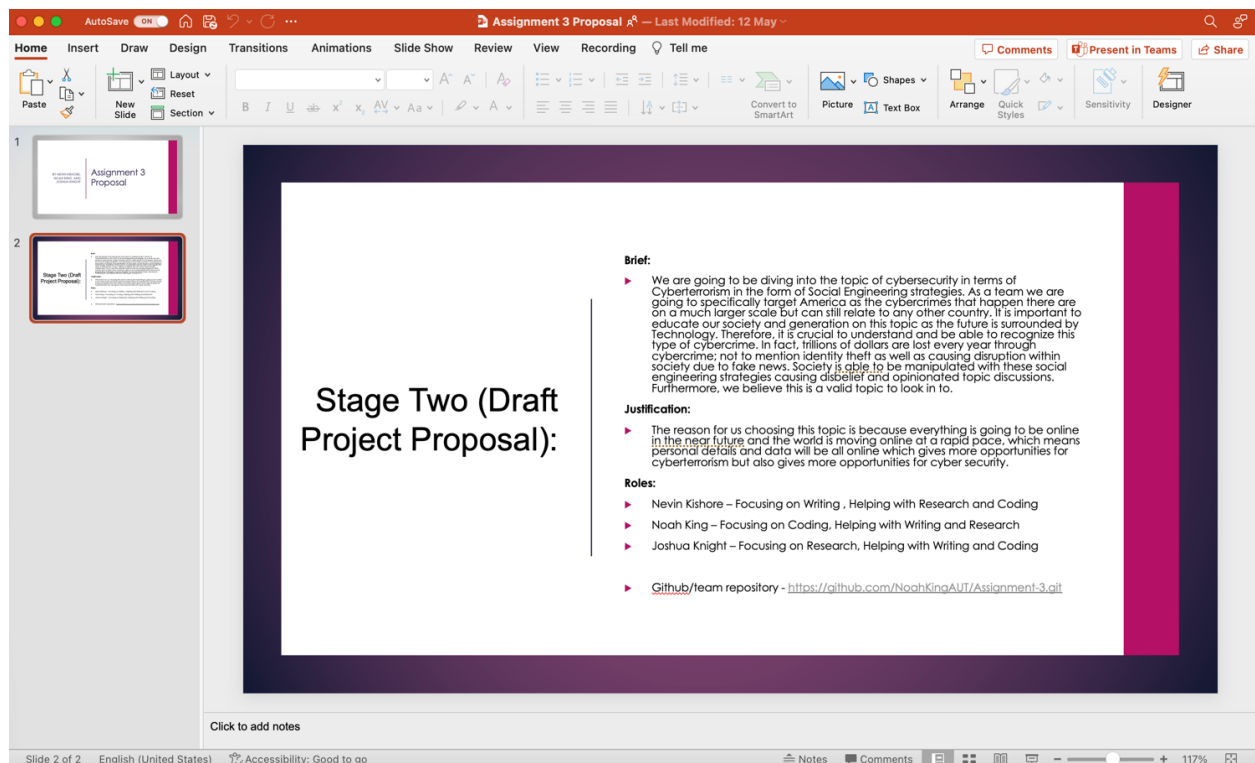 AutoSave ON
Assignment 3 Proposal — Last Modified: 12 May
Home Insert Draw Design Transitions Animations Slide Show Review View Recording Tell me
Comments Present in Teams Share
Paste
New
Slide
Layout
Reset
Section
B I U ab x² x₂ AV Aa A
Convert to
SmartArt
Picture
Shapes
Text Box
Arrange
Quick
Styles
Sensitivity
Designer
1
BY NEVIN KISHORE,
NOAH KING, AND
JOSHUA KNIGHT
Assignment 3
Proposal
2
Stage Two (Draft
Project Proposal):
Stage Two (Draft
Project Proposal):
Brief:
We are going to be diving into the topic of cybersecurity in terms of
Cyberterrorism in the form of Social Engineering strategies. As a team we are
going to specifically target America as the cybercrimes that happen there are
on a much larger scale but can still relate to any other country. It is important to
educate our society and generation on this topic as the future is surrounded by
Technology. Therefore, it is crucial to understand and be able to recognize this
type of cybercrime. In fact, trillions of dollars are lost every year through
cybercrime; not to mention identity theft as well as causing disruption within
society due to fake news. Society is able to be manipulated with these social
engineering strategies causing disbelief and opinionated topic discussions.
Furthermore, we believe this is a valid topic to look in to.
Justification:
The reason for us choosing this topic is because everything is going to be online
in the near future and the world is moving online at a rapid pace, which means
personal details and data will be all online which gives more opportunities for
cyberterrorism but also gives more opportunities for cyber security.
Roles:
Nevin Kishore – Focusing on Writing , Helping with Research and Coding
Noah King – Focusing on Coding, Helping with Writing and Research
Joshua Knight – Focusing on Research, Helping with Writing and Coding
Github/team repository - https://github.com/NoahKingAUT/Assignment-3.git
Click to add notes
Slide 2 of 2 English (United States) Accessibility: Good to go
Notes Comments 117%